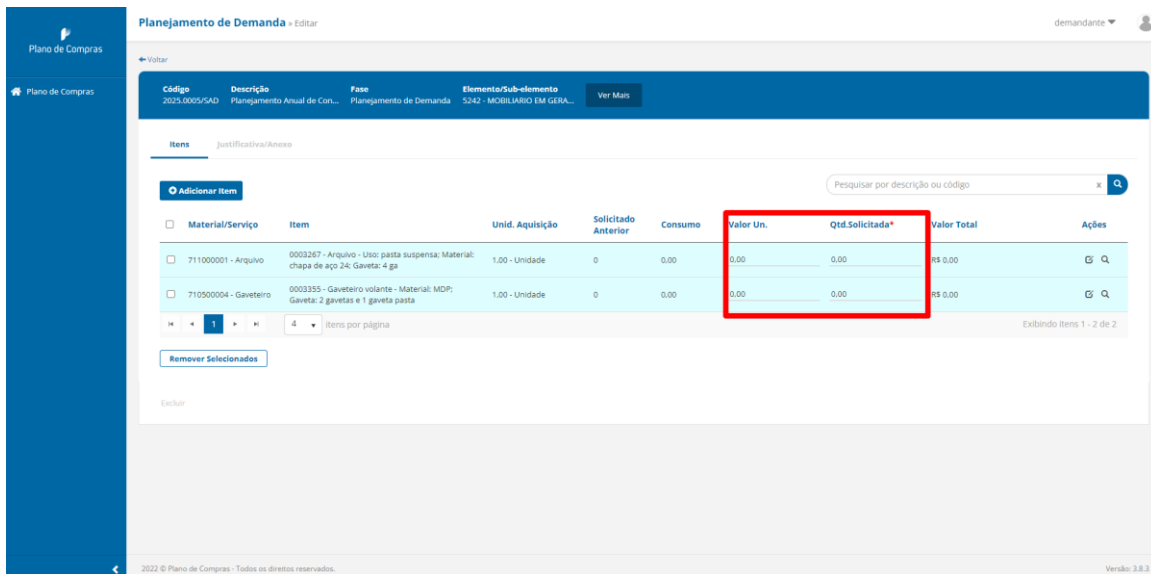 Plano de Compras
Plano de Compras
Planejamento de Demanda » Editar
demandante
Voltar
Código Descrição Fase Elemento/Sub-elemento
2025.0005/SAD Planejamento Anual de Con... Planejamento de Demanda 5242 - MOBILIARIO EM GERA...
Ver Mais
Itens Justificativa/Anexo
Adicionar Item
Pesquisar por descrição ou código x
Material/Serviço Item Unid. Aquisição Solicitado Anterior Consumo Valor Un. Qtd.Solicitada* Valor Total Ações
711000001 - Arquivo 0003267 - Arquivo - Uso: pasta suspensa; Material: 1,00 - Unidade 0 0,00 0,00 0,00 R$ 0,00
chapa de aço 24; Gaveta: 4 ga
710500004 - Gaveteiro 0003355 - Gaveteiro volante - Material: MDP; 1,00 - Unidade 0 0,00 0,00 0,00 R$ 0,00
Gaveta: 2 gavetas e 1 gaveta pasta
1 4 itens por página Exibindo itens 1 - 2 de 2
Remover Selecionados
Excluir
2022 © Plano de Compras - Todos os direitos reservados. Versão: 3.8.3